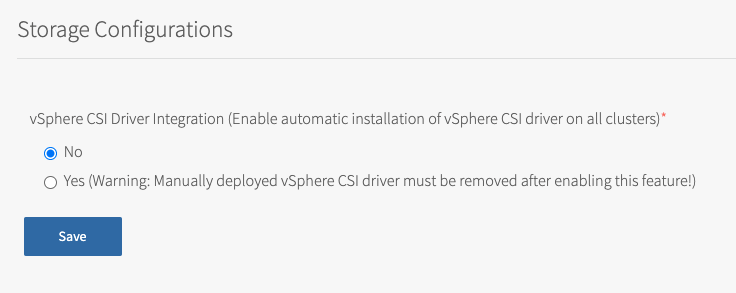 Storage Configurations
vSphere CSI Driver Integration (Enable automatic installation of vSphere CSI driver on all clusters)*
No
Yes (Warning: Manually deployed vSphere CSI driver must be removed after enabling this feature!)
Save